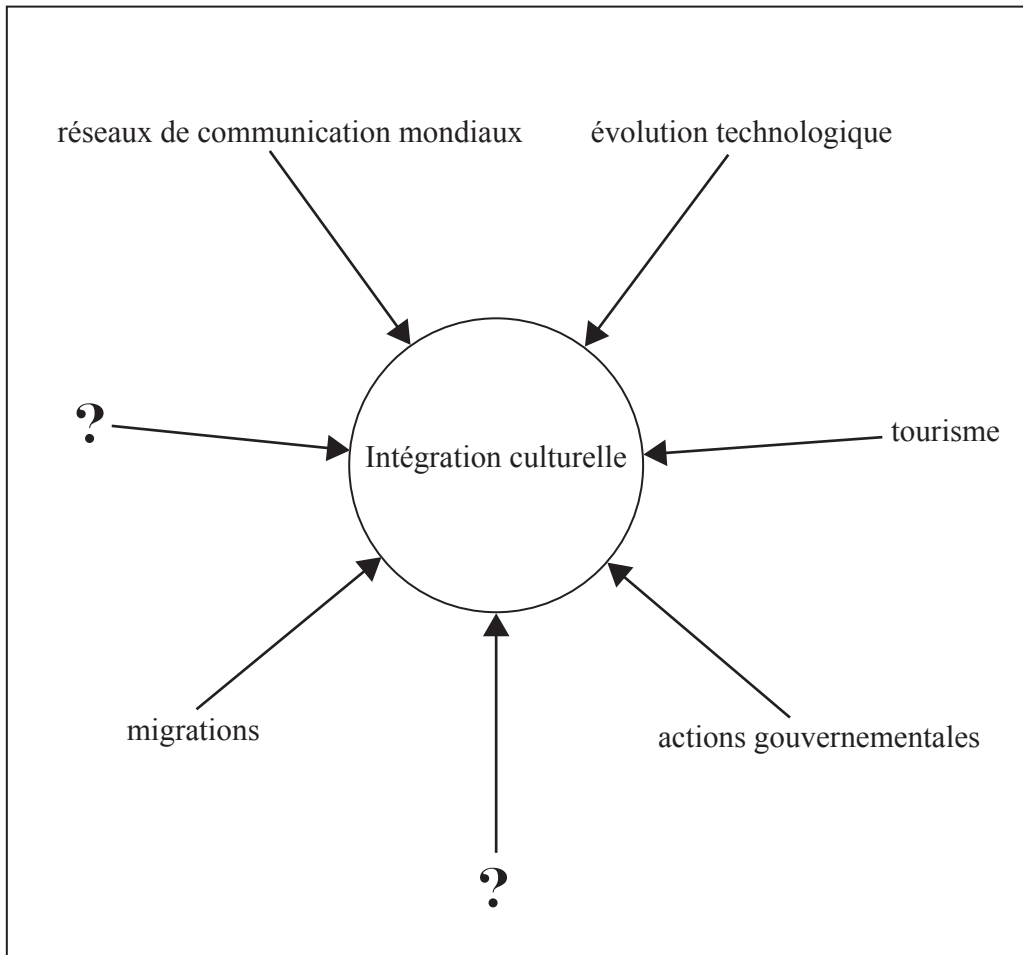 réseaux de communication mondiaux
évolution technologique
?
Intégration culturelle
tourisme
migrations
actions gouvernementales
?